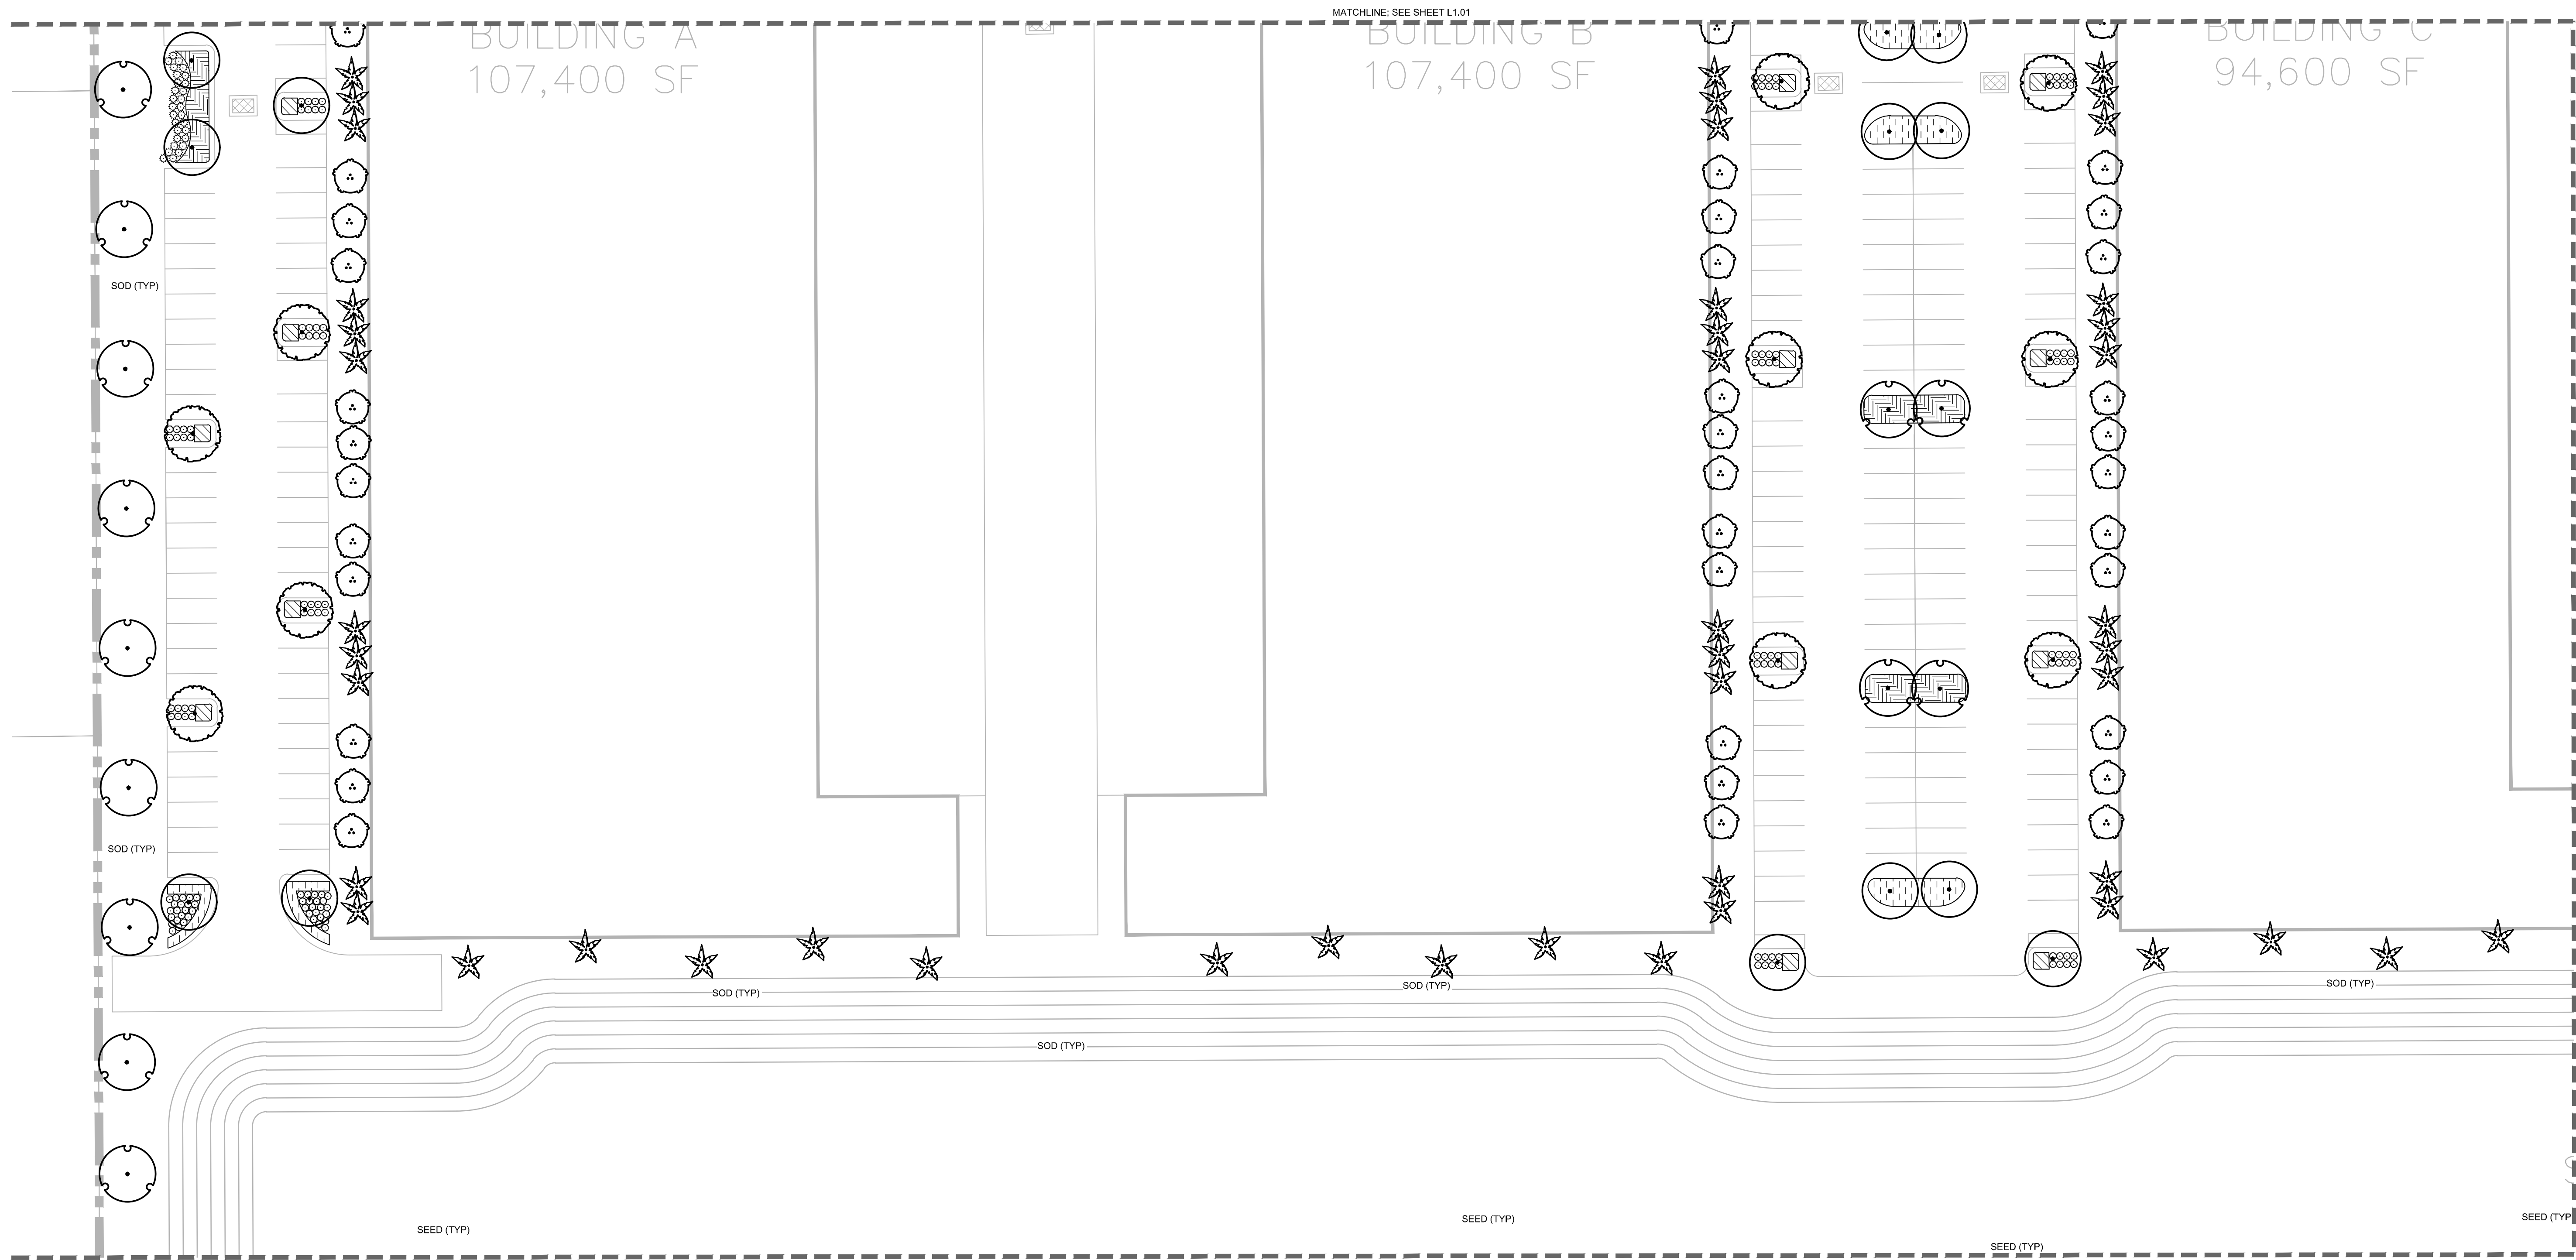 MATCHLINE; SEE SHEET L1.01
BUILDING A
107,400 SF
BUILDING B
107,400 SF
BUILDING C
94,600 SF
SOD (TYP)
SOD (TYP)
SOD (TYP)
SOD (TYP)
SOD (TYP)
SOD (TYP)
SEED (TYP)
SEED (TYP)
SEED (TYP
SEED (TYP)